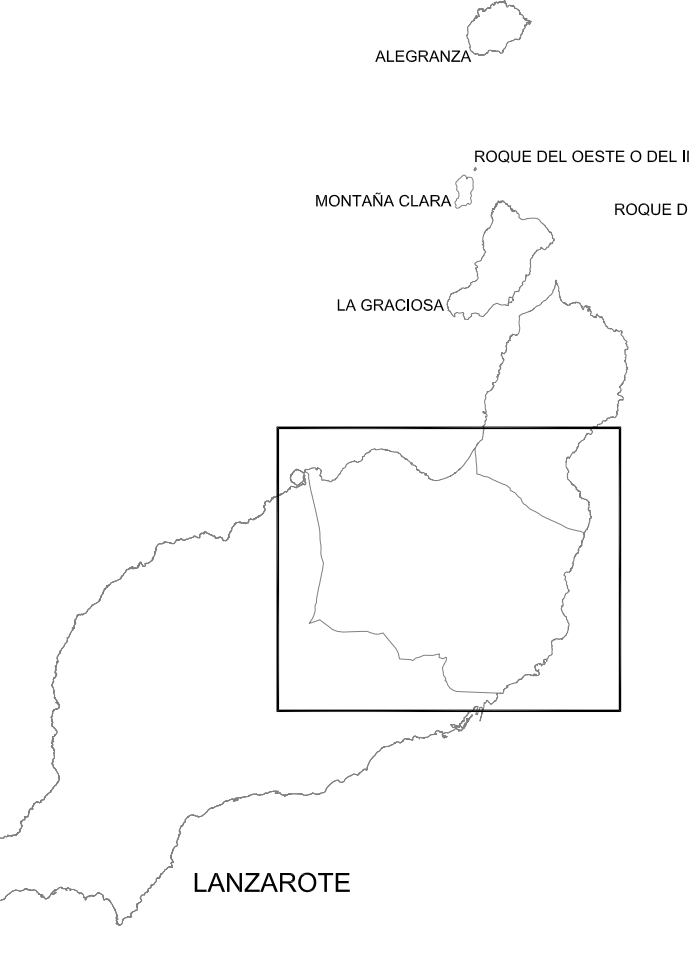 ALEGRANZA
ROQUE DEL OESTE O DEL
MONTAÑA CLARA
ROQUE D
LA GRACIOSA
LANZAROTE